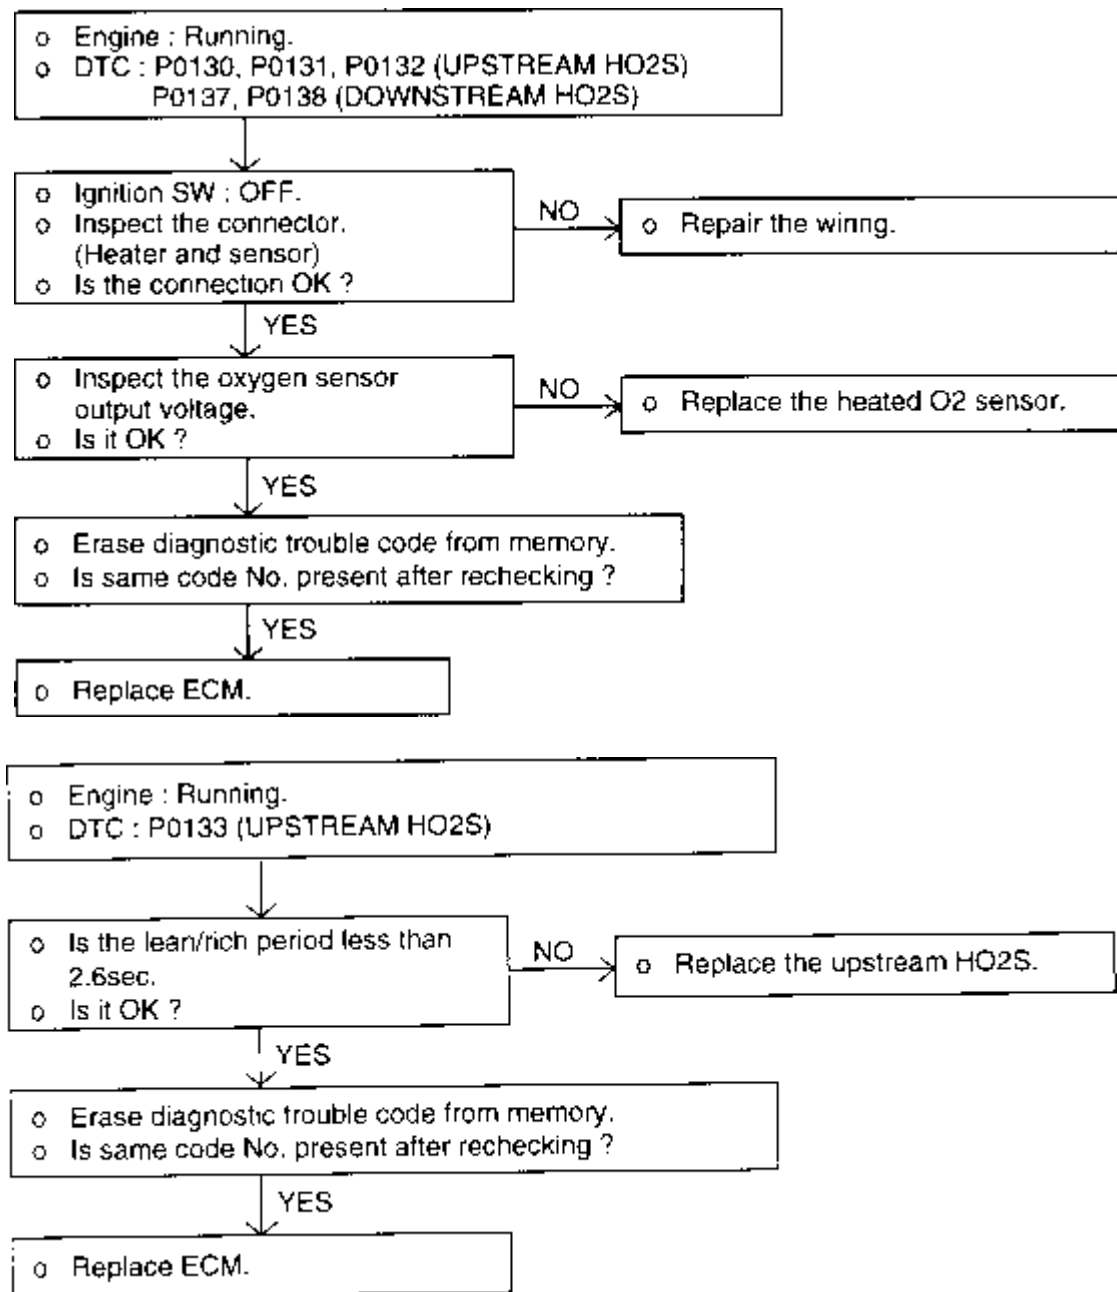 o Engine : Running.
o DTC : P0130, P0131, P0132 (UPSTREAM HO2S)
P0137, P0138 (DOWNSTREAM HO2S)
o Ignition SW : OFF.
o Inspect the connector.
(Heater and sensor)
o Is the connection OK ?
NO
o Repair the wiring.
YES
o Inspect the oxygen sensor
output voltage.
o Is it OK ?
NO
o Replace the heated O2 sensor.
YES
o Erase diagnostic trouble code from memory.
o Is same code No. present after rechecking ?
YES
o Replace ECM.
o Engine : Running.
o DTC : P0133 (UPSTREAM HO2S)
o Is the lean/rich period less than
2.6sec.
o Is it OK ?
NO
o Replace the upstream HO2S.
YES
o Erase diagnostic trouble code from memory.
o Is same code No. present after rechecking ?
YES
o Replace ECM.